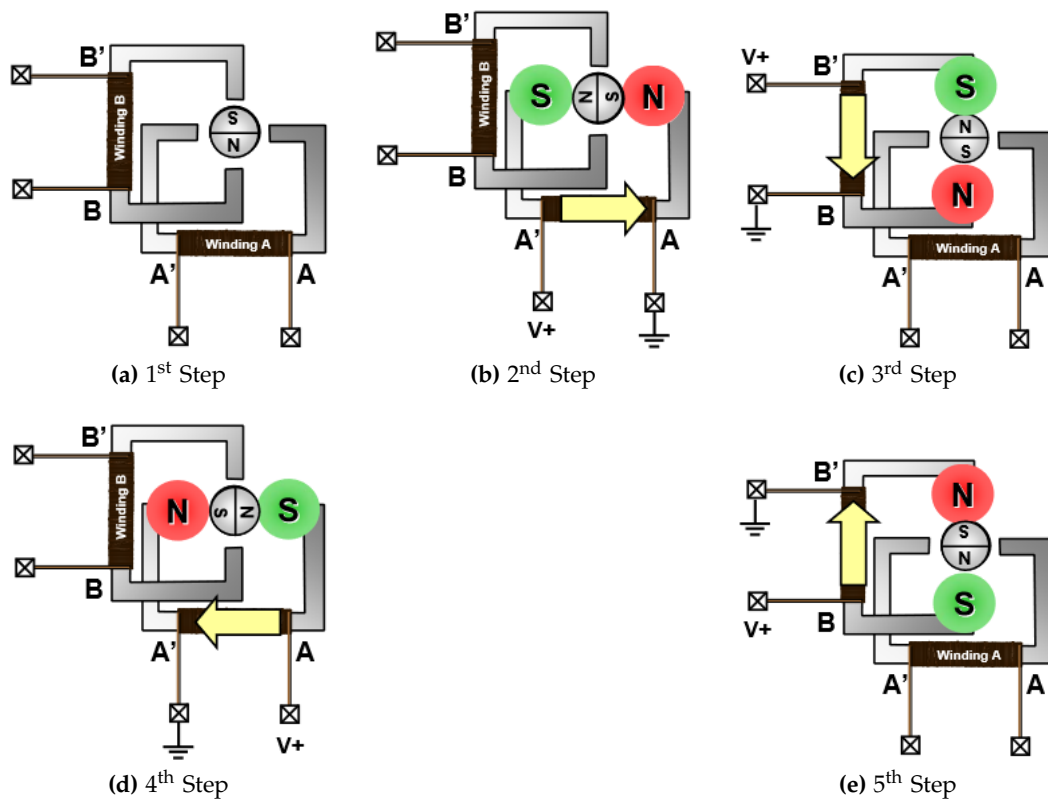 B’
Winding B
S
N
B
Winding A
A’
A
(a) 1st Step
B’
Winding B
S
N
S
N
B
A’
A
V+
(b) 2nd Step
V+
B’
S
N
S
N
B
Winding A
A’
A
(c) 3rd Step
B’
Winding B
N
S
N
S
B
A’
A
V+
(d) 4th Step
B’
N
S
N
S
V+
B
Winding A
A’
A
(e) 5th Step